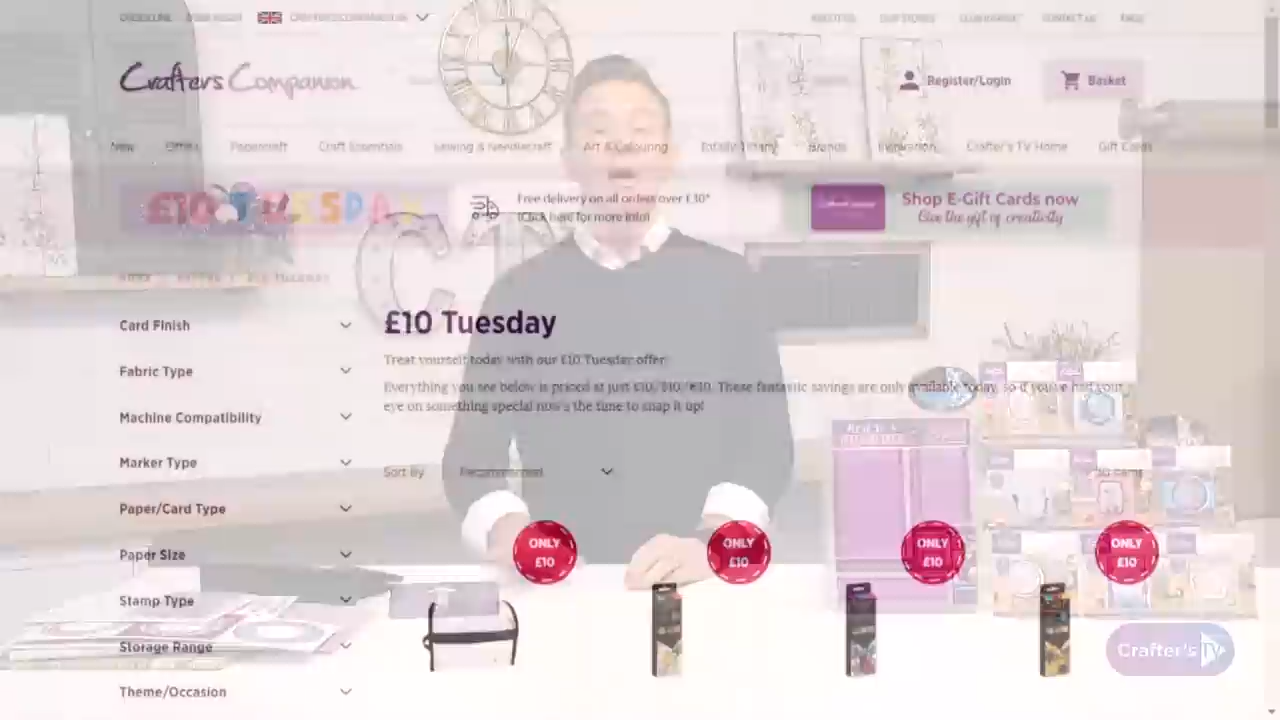 Crafters Companion
Register/Login
Basket
New
Offers
Papercraft
Craft Essentials
Sewing & Needlecraft
Art & Colouring
Brands
Inspiration
Crafter's TV Home
Gift Cards
£10 TUESDAY
Free delivery on all orders over £30*
(Click here for more info)
Shop E-Gift Cards now
Give the gift of creativity
Card Finish
£10 Tuesday
Treat yourself today with our £10 Tuesday offer.
Fabric Type
Everything you see below is priced at just £10/$10/€10. These fantastic savings are only available today, so if you've had your
eye on something special now's the time to snap it up!
Machine Compatibility
Marker Type
Sort By
Recommended
Paper/Card Type
Paper Size
ONLY
£10
ONLY
£10
ONLY
£10
ONLY
£10
Stamp Type
Storage Range
Theme/Occasion
Crafter's TV